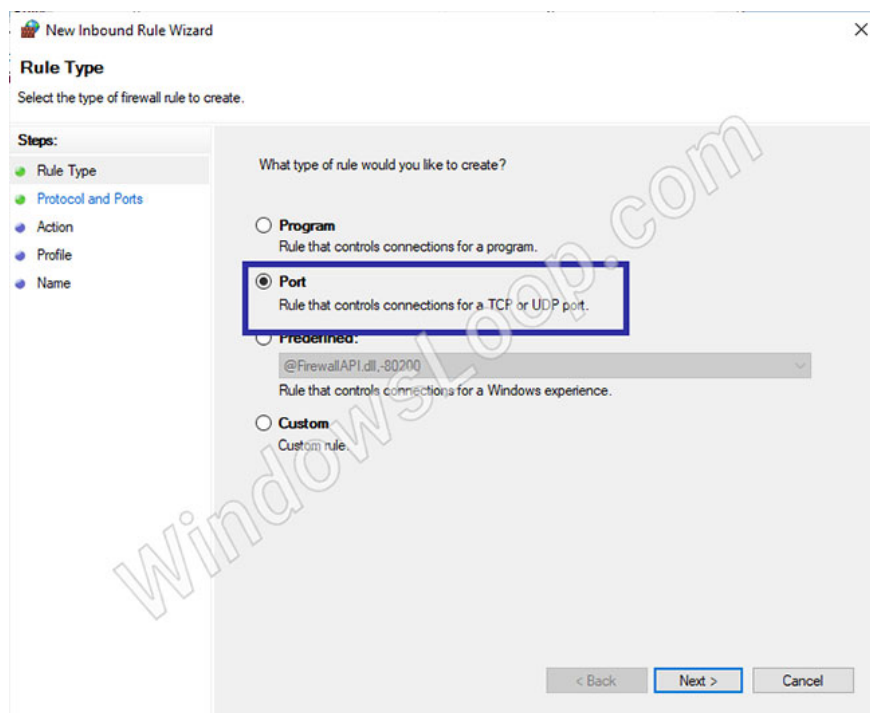 New Inbound Rule Wizard
Rule Type
Select the type of firewall rule to create.
Steps:
Rule Type
Protocol and Ports
Action
Profile
Name
What type of rule would you like to create?
Program
Rule that controls connections for a program.
Port
Rule that controls connections for a TCP or UDP port.
Predefined:
@FirewallAPI.dll,-80200
Rule that controls connections for a Windows experience.
Custom
Custom rule.
WindowsLoop.com
< Back
Next >
Cancel